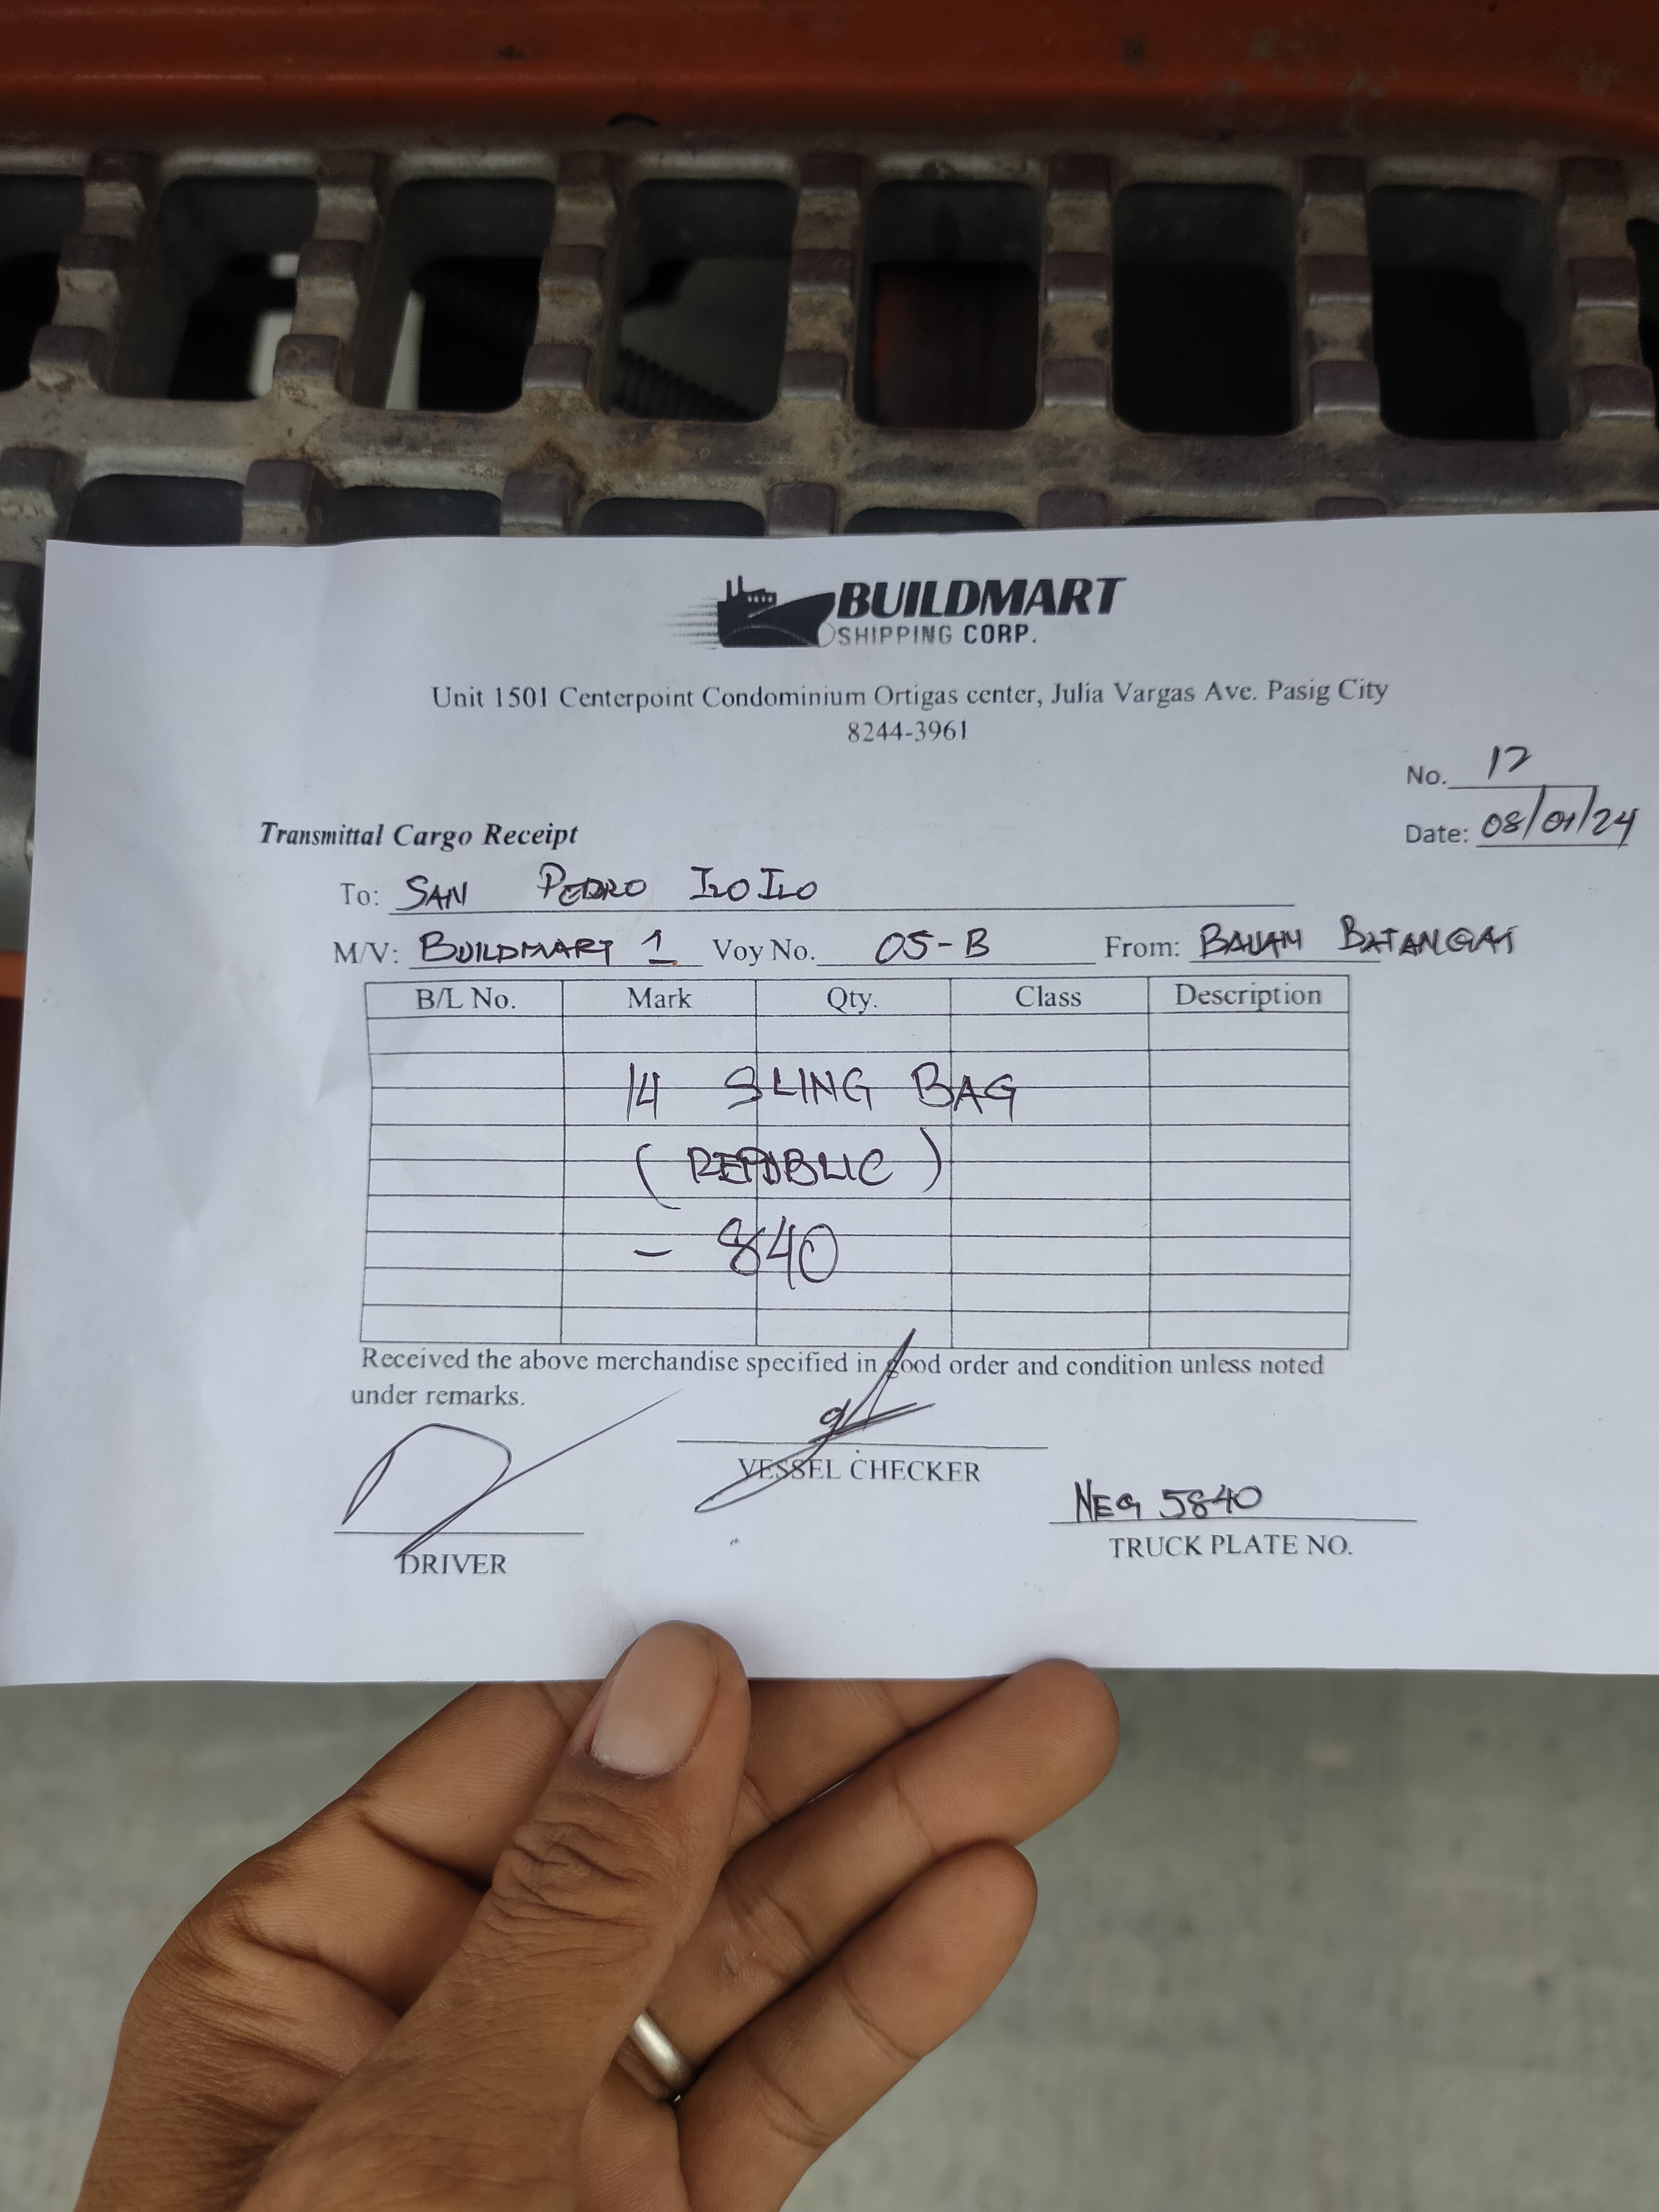 BUILDMART
SHIPPING CORP.
Unit 1501 Centerpoint Condominium Ortigas center, Julia Vargas Ave. Pasig City
8244-3961
No. 12
Date: 08/01/24
Transmittal Cargo Receipt
To: SAN PEDRO ILOILO
M/V: BUILDMART 1 Voy No. 05-B From: BAUAN BATANGAS
B/L No. Mark Qty. Class Description
14 SLING BAG
(REPUBLIC)
- 840
Received the above merchandise specified in good order and condition unless noted
under remarks.
VESSEL CHECKER
NEG 5840
DRIVER
TRUCK PLATE NO.